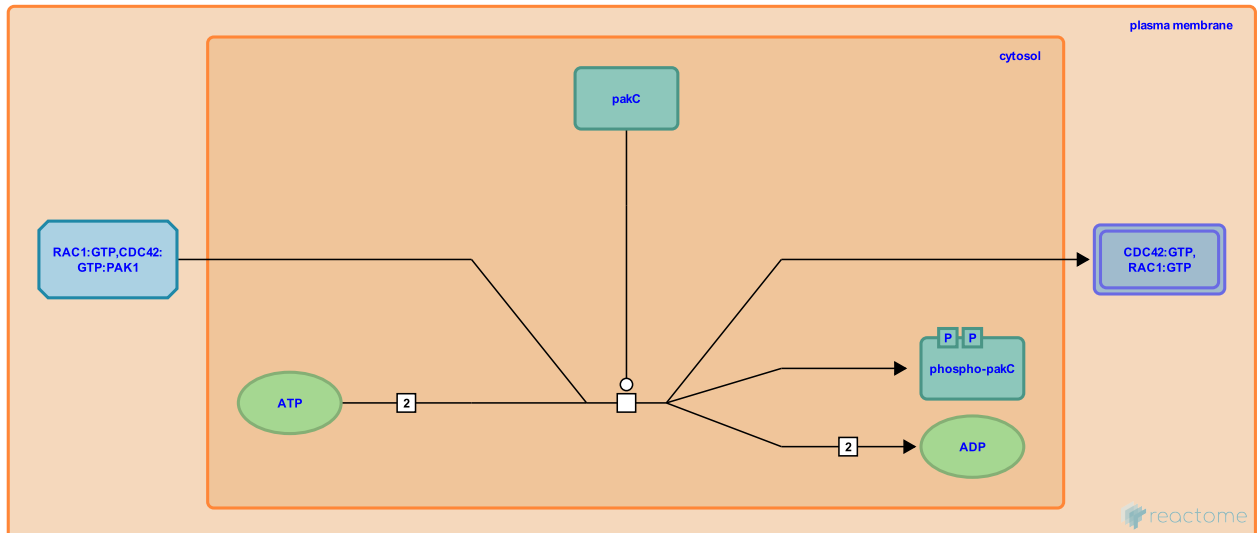 plasma membrane
cytosol
pakC
RAC1:GTP,CDC42:
GTP:PAK1
CDC42:GTP,
RAC1:GTP
P P
phospho-pakC
ATP
2
2
ADP
reactome